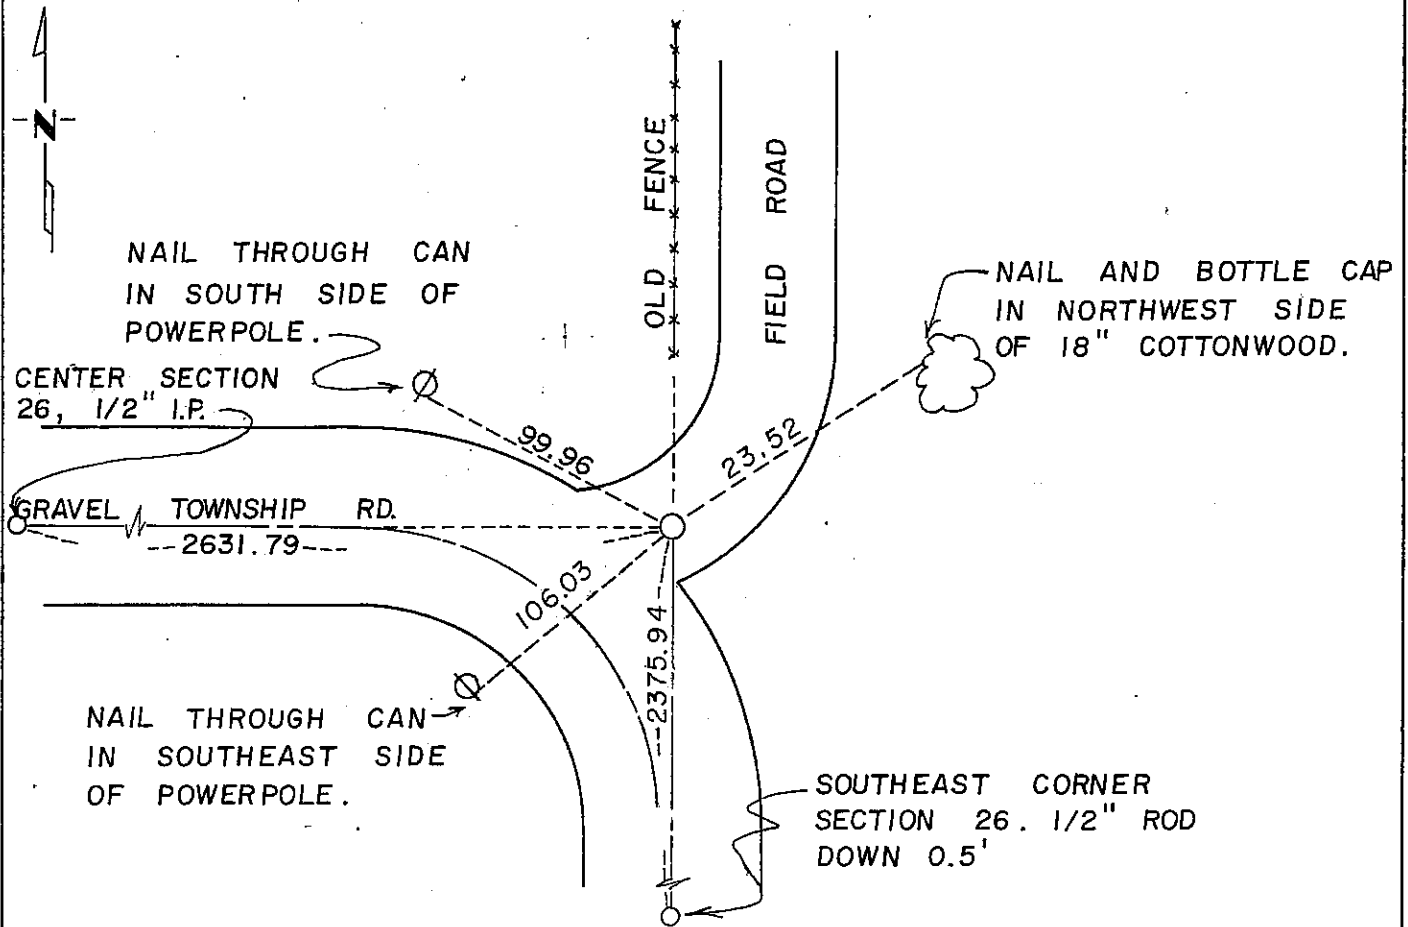 N
OLD FENCE
FIELD ROAD
NAIL THROUGH CAN
IN SOUTH SIDE OF
POWERPOLE.
NAIL AND BOTTLE CAP
IN NORTHWEST SIDE
OF 18" COTTONWOOD.
CENTER SECTION
26, 1/2" I.P.
99.96
23.52
GRAVEL TOWNSHIP RD.
2631.79
106.03
2375.94
NAIL THROUGH CAN
IN SOUTHEAST SIDE
OF POWERPOLE.
SOUTHEAST CORNER
SECTION 26. 1/2" ROD
DOWN 0.5'